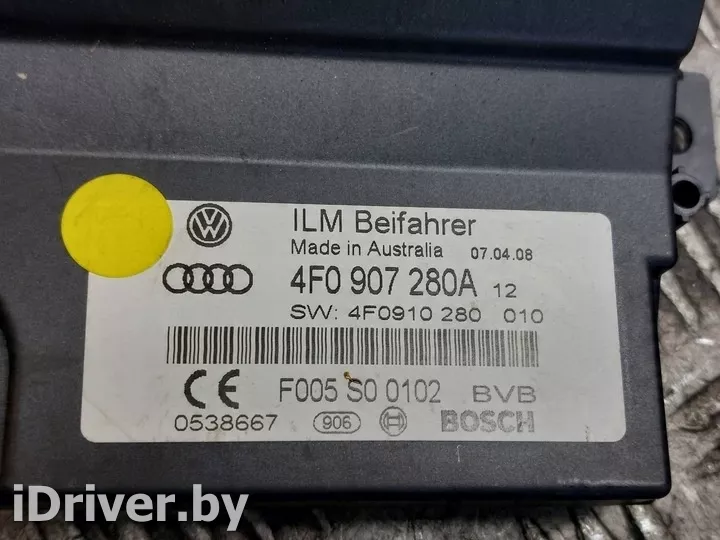 ILM Beifahrer
Made in Australia 07.04.08
4F0 907 280A 12
SW: 4F0910 280 010
CE F005 S0 0102 BVB
0538667 906 BOSCH
iDriver.by